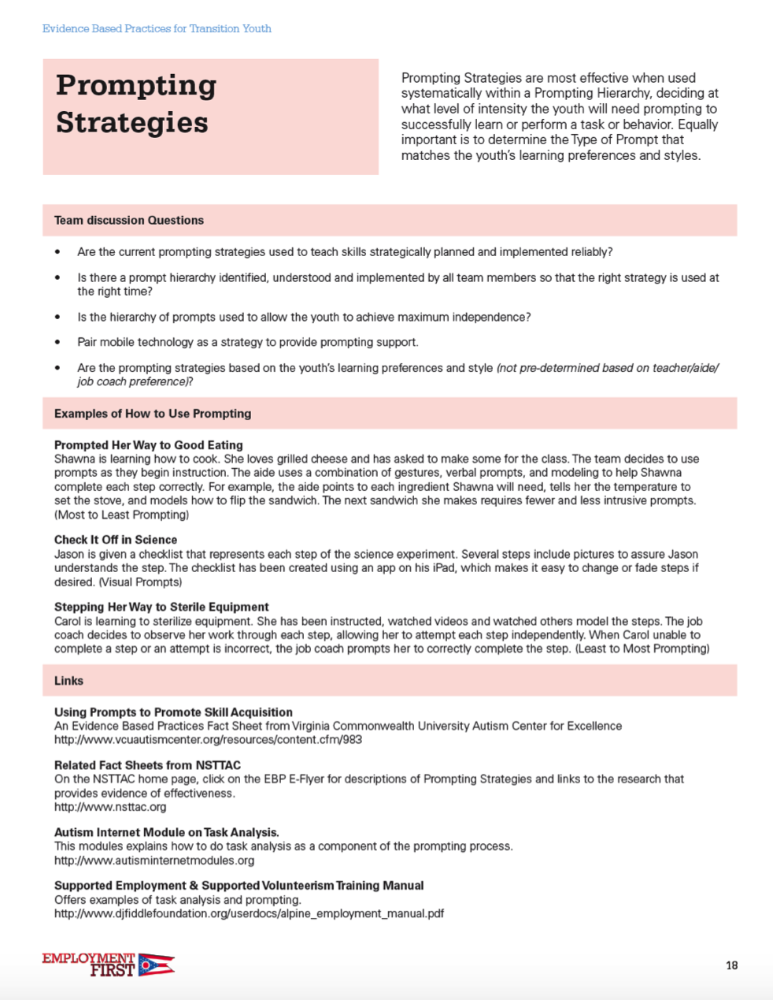 Evidence Based Practices for Transition Youth
Prompting
Strategies
Prompting Strategies are most effective when used
systematically within a Prompting Hierarchy, deciding at
what level of intensity the youth will need prompting to
successfully learn or perform a task or behavior. Equally
important is to determine the Type of Prompt that
matches the youth's learning preferences and styles.
Team discussion Questions
• Are the current prompting strategies used to teach skills strategically planned and implemented reliably?
• Is there a prompt hierarchy identified, understood and implemented by all team members so that the right strategy is used at
the right time?
• Is the hierarchy of prompts used to allow the youth to achieve maximum independence?
• Pair mobile technology as a strategy to provide prompting support.
• Are the prompting strategies based on the youth's learning preferences and style (not pre-determined based on teacher/aide/
job coach preference)?
Examples of How to Use Prompting
Prompted Her Way to Good Eating
Shawna is learning how to cook. She loves grilled cheese and has asked to make some for the class. The team decides to use
prompts as they begin instruction. The aide uses a combination of gestures, verbal prompts, and modeling to help Shawna
complete each step correctly. For example, the aide points to each ingredient Shawna will need, tells her the temperature to
set the stove, and models how to flip the sandwich. The next sandwich she makes requires fewer and less intrusive prompts.
(Most to Least Prompting)
Check It Off in Science
Jason is given a checklist that represents each step of the science experiment. Several steps include pictures to assure Jason
understands the step. The checklist has been created using an app on his iPad, which makes it easy to change or fade steps if
desired. (Visual Prompts)
Stepping Her Way to Sterile Equipment
Carol is learning to sterilize equipment. She has been instructed, watched videos and watched others model the steps. The job
coach decides to observe her work through each step, allowing her to attempt each step independently. When Carol unable to
complete a step or an attempt is incorrect, the job coach prompts her to correctly complete the step. (Least to Most Prompting)
Links
Using Prompts to Promote Skill Acquisition
An Evidence Based Practices Fact Sheet from Virginia Commonwealth University Autism Center for Excellence
http://www.vcuautismcenter.org/resources/content.cfm/983
Related Fact Sheets from NSTTAC
On the NSTTAC home page, click on the EBP E-Flyer for descriptions of Prompting Strategies and links to the research that
provides evidence of effectiveness.
http://www.nsttac.org
Autism Internet Module on Task Analysis.
This modules explains how to do task analysis as a component of the prompting process.
http://www.autisminternetmodules.org
Supported Employment & Supported Volunteerism Training Manual
Offers examples of task analysis and prompting.
http://www.djfiddlefoundation.org/userdocs/alpine_employment_manual.pdf
EMPLOYMENT
FIRST
18